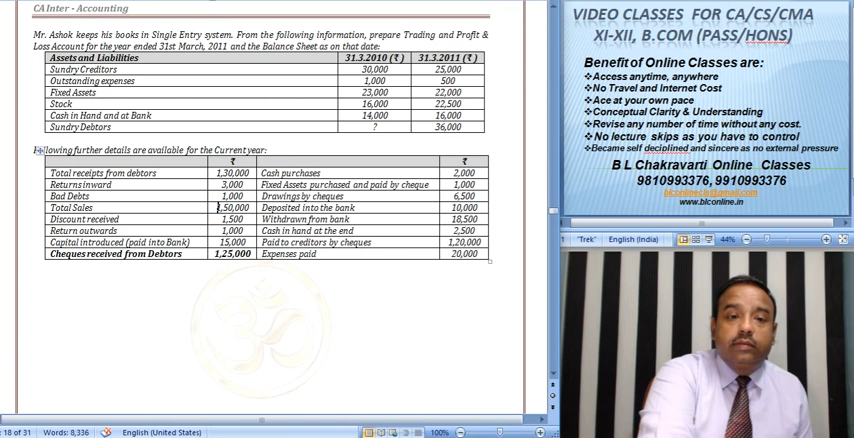 CA Inter - Accounting
Mr. Ashok keeps his books in Single Entry system. From the following information, prepare Trading and Profit &
Loss Account for the year ended 31st March, 2011 and the Balance Sheet as on that date:
Assets and Liabilities 31.3.2010 (₹ ) 31.3.2011 (₹ )
Sundry Creditors 30,000 25,000
Outstanding expenses 1,000 500
Fixed Assets 23,000 22,000
Stock 16,000 22,500
Cash in Hand and at Bank 14,000 16,000
Sundry Debtors ? 36,000
Following further details are available for the Current year:
₹ ₹
Total receipts from debtors 1,30,000 Cash purchases 2,000
Returns inward 3,000 Fixed Assets purchased and paid by cheque 1,000
Bad Debts 1,000 Drawings by cheques 6,500
Total Sales 1,50,000 Deposited into the bank 10,000
Discount received 1,500 Withdrawn from bank 18,500
Return outwards 1,000 Cash in hand at the end 2,500
Capital introduced (paid into Bank) 15,000 Paid to creditors by cheques 1,20,000
Cheques received from Debtors 1,25,000 Expenses paid 20,000
: 18 of 31 Words: 8,336 English (United States) 100%
VIDEO CLASSES FOR CA/CS/CMA
XI-XII, B.COM (PASS/HONS)
Benefit of Online Classes are:
❖Access anytime, anywhere
❖No Travel and Internet Cost
❖Ace at your own pace
❖Conceptual Clarity & Understanding
❖Revise any number of time without any cost.
❖No lecture skips as you have to control
❖Became self deciplined and sincere as no external pressure
B L Chakravarti Online Classes
9810993376, 9910993376
blconlinecls@gmail.com
www.blconline.in
1 "Trek" English (India) 44%